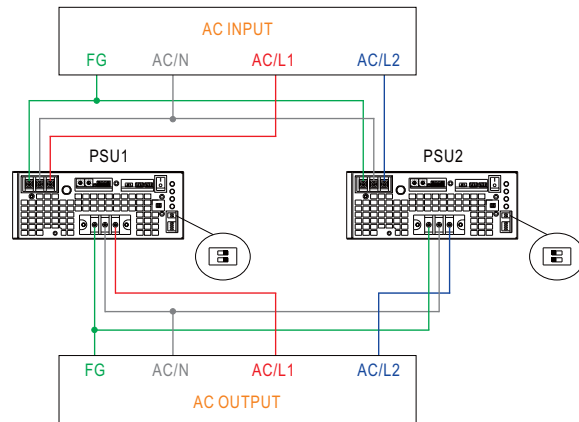 AC INPUT
FG AC/N AC/L1 AC/L2
PSU1 PSU2
FG AC/N AC/L1 AC/L2
AC OUTPUT